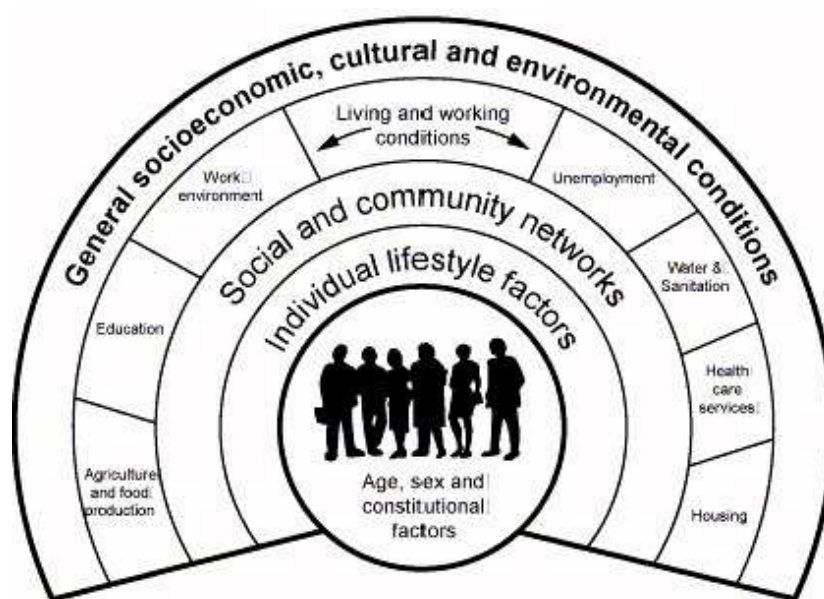 General socioeconomic, cultural and environmental conditions
Living and working
conditions
Work
environment
Unemployment
Social and community networks
Water &
Sanitation
Individual lifestyle factors
Education
Health
care
services
Agriculture
and food
production
Age, sex and
constitutional
factors
Housing